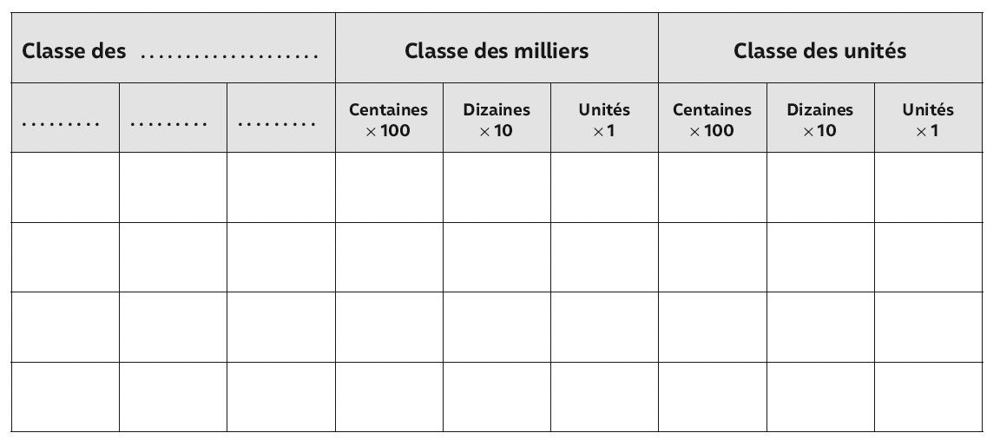 Classe des .................... Classe des milliers Classe des unités
......... ......... ......... Centaines × 100 Dizaines × 10 Unités × 1 Centaines × 100 Dizaines × 10 Unités × 1